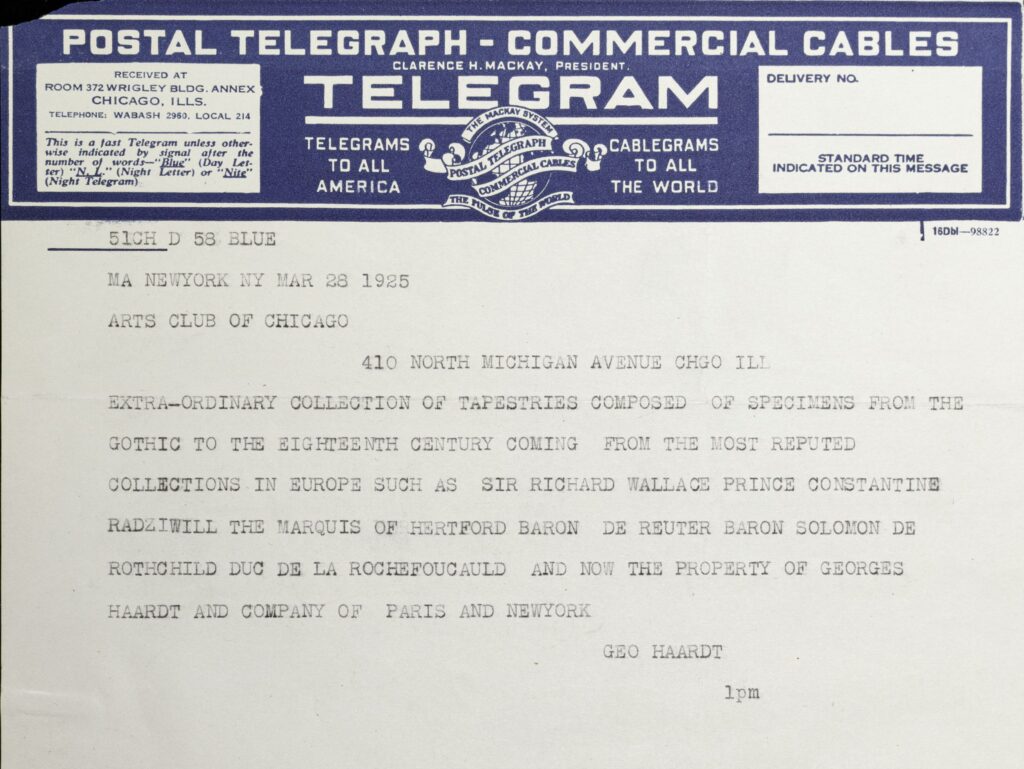 POSTAL TELEGRAPH - COMMERCIAL CABLES
CLARENCE H. MACKAY, PRESIDENT.
TELEGRAM
RECEIVED AT
ROOM 372 WRIGLEY BLDG. ANNEX
CHICAGO, ILLS.
TELEPHONE: WABASH 2960, LOCAL 214
This is a fast Telegram unless other-
wise indicated by signal after the
number of words—"Blue" (Day Let-
ter) "N. L." (Night Letter) or "Nite"
(Night Telegram)
TELEGRAMS
TO ALL
AMERICA
THE MACKAY SYSTEM
POSTAL TELEGRAPH
COMMERCIAL CABLES
THE PULSE OF THE WORLD
CABLEGRAMS
TO ALL
THE WORLD
DELIVERY NO.
STANDARD TIME
INDICATED ON THIS MESSAGE
16DbI—98822
51CH D 58 BLUE
MA NEWYORK NY MAR 28 1925
ARTS CLUB OF CHICAGO
410 NORTH MICHIGAN AVENUE CHGO ILL
EXTRA-ORDINARY COLLECTION OF TAPESTRIES COMPOSED OF SPECIMENS FROM THE
GOTHIC TO THE EIGHTEENTH CENTURY COMING FROM THE MOST REPUTED
COLLECTIONS IN EUROPE SUCH AS SIR RICHARD WALLACE PRINCE CONSTANTINE
RADZIWILL THE MARQUIS OF HERTFORD BARON DE REUTER BARON SOLOMON DE
ROTHCHILD DUC DE LA ROCHEFOUCAULD AND NOW THE PROPERTY OF GEORGES
HAARDT AND COMPANY OF PARIS AND NEWYORK
GEO HAARDT
1pm